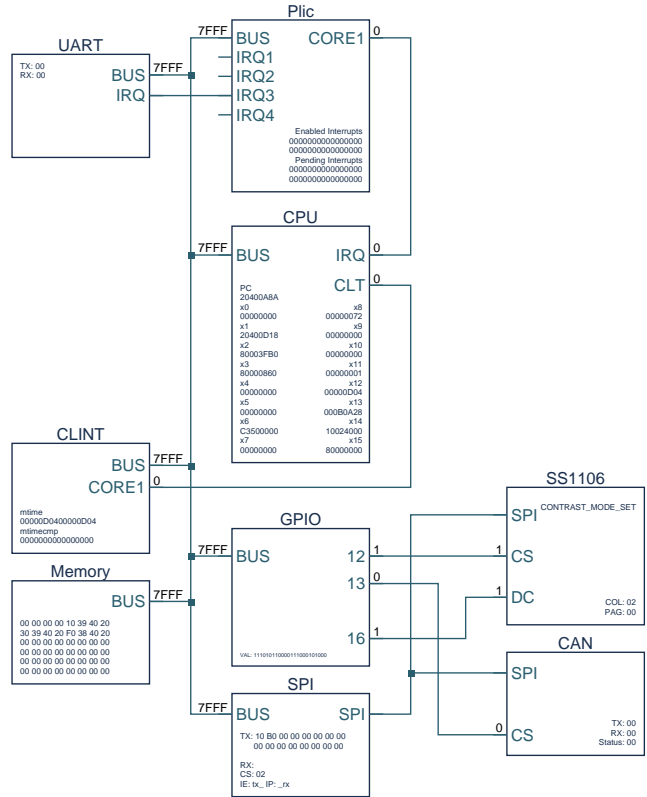 UART
TX: 00
RX: 00
BUS 7FFF
IRQ
Plic
7FFF BUS CORE1 0
IRQ1
IRQ2
IRQ3
IRQ4
Enabled Interrupts
0000000000000000
0000000000000000
Pending Interrupts
0000000000000000
0000000000000000
CPU
7FFF BUS IRQ 0
CLT 0
PC
20400A8A
x0 x8
00000000 00000072
x1 x9
20400D18 00000000
x2 x10
80003FB0 00000000
x3 x11
80000860 00000001
x4 x12
00000000 00000D04
x5 x13
00000000 000B0A28
x6 x14
C3500000 10024000
x7 x15
00000000 80000000
CLINT
BUS 7FFF
CORE1 0
mtime
00000D0400000D04
mtimecmp
0000000000000000
Memory
BUS 7FFF
00 00 00 00 10 39 40 20
30 39 40 20 F0 38 40 20
00 00 00 00 00 00 00 00
00 00 00 00 00 00 00 00
00 00 00 00 00 00 00 00
00 00 00 00 00 00 00 00
GPIO
7FFF BUS 12 1
13 0
16 1
VAL: 111010110000111000101000
SPI
7FFF BUS SPI
TX: 10 B0 00 00 00 00 00 00
00 00 00 00 00 00 00 00
RX:
CS: 02
IE: tx_ IP: _rx
SS1106
SPI CONTRAST_MODE_SET
1 CS
1 DC
COL: 02
PAG: 00
CAN
SPI
0 CS
TX: 00
RX: 00
Status: 00